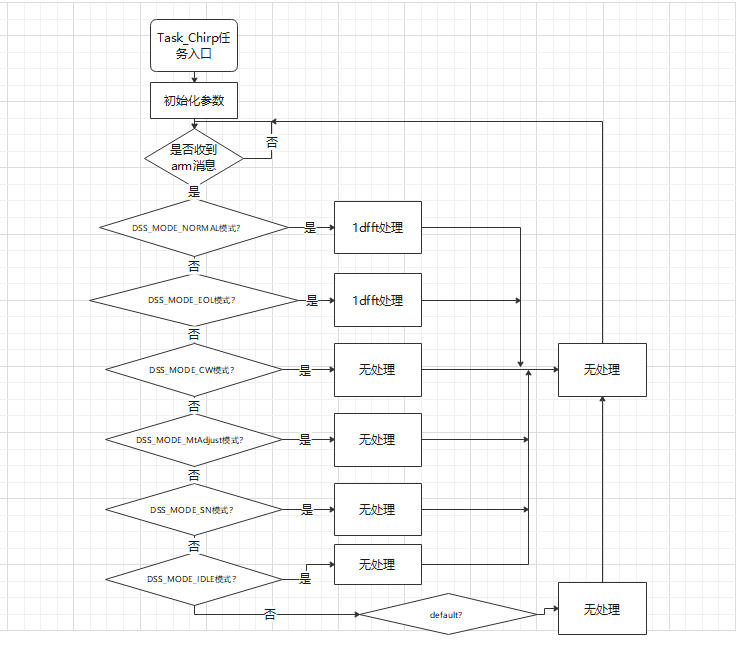 Task_Chirp任
务入口
初始化参数
是否收到
arm消息
否
是
DSS_MODE_NORMAL模式?
是
1dfft处理
否
DSS_MODE_EOL模式?
是
1dfft处理
否
DSS_MODE_CW模式?
是
无处理
无处理
否
DSS_MODE_MtAdjust模式?
是
无处理
否
DSS_MODE_SN模式?
是
无处理
否
DSS_MODE_IDLE模式?
是
无处理
否
default?
无处理